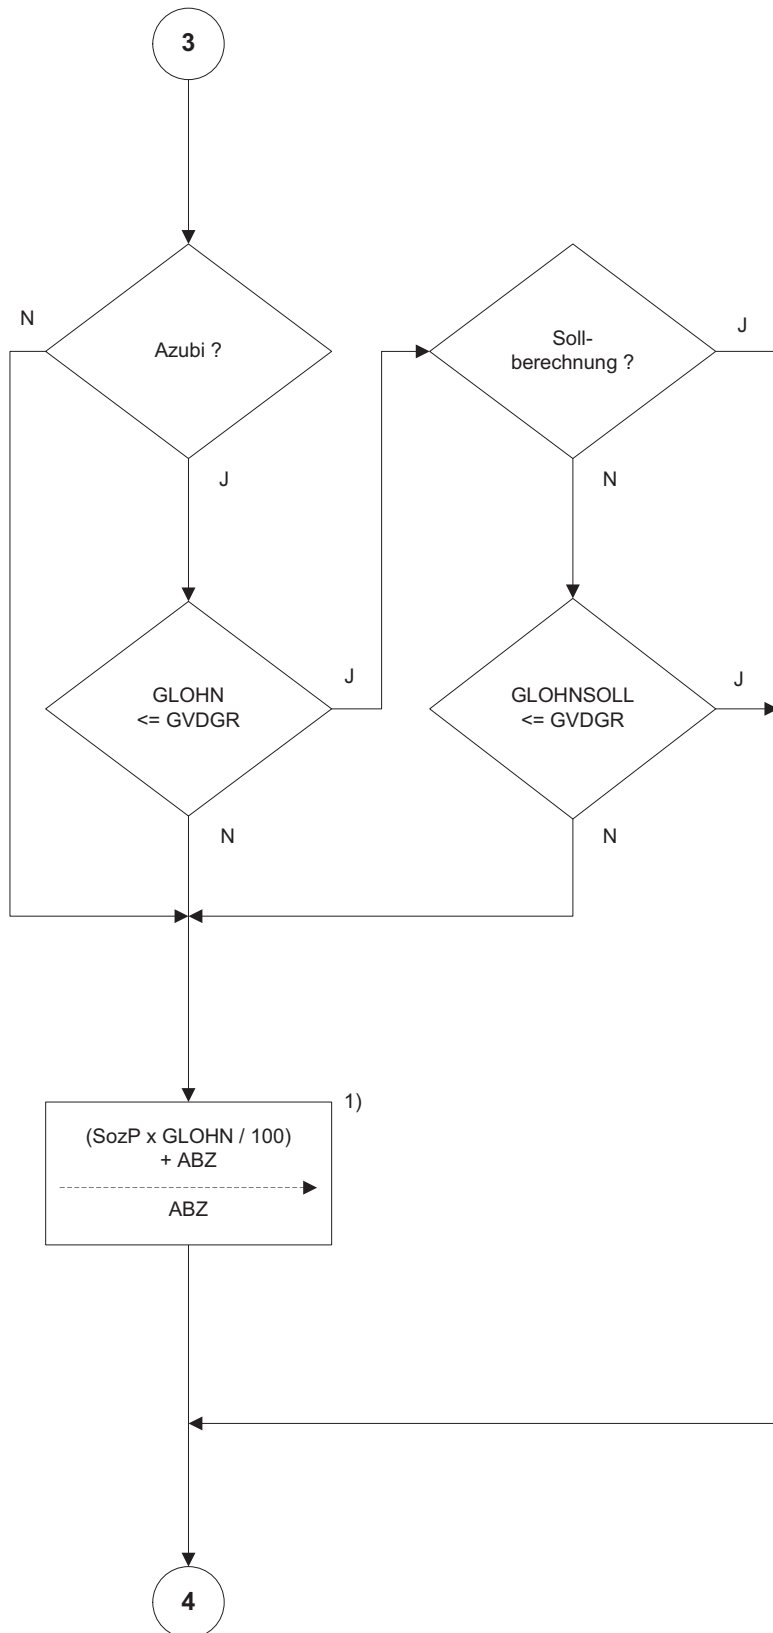 3
N
Azubi ?
J
Soll-
berechnung ?
J
N
GLOHN
<= GVDGR
J
N
GLOHNSOLL
<= GVDGR
J
N
1)
(SozP x GLOHN / 100)
+ ABZ
ABZ
4